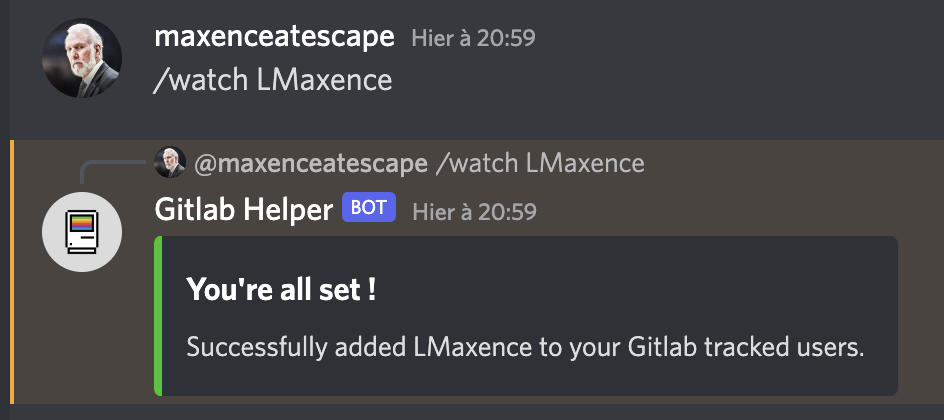 maxenceatescape Hier à 20:59
/watch LMaxence
@maxenceatescape /watch LMaxence
Gitlab Helper BOT Hier à 20:59
You're all set !
Successfully added LMaxence to your Gitlab tracked users.